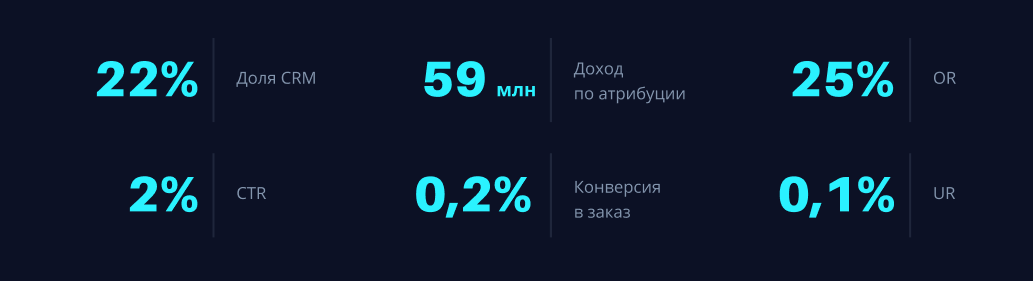 22%
Доля CRM
59 млн
Доход
по атрибуции
25%
OR
2%
CTR
0,2%
Конверсия
в заказ
0,1%
UR